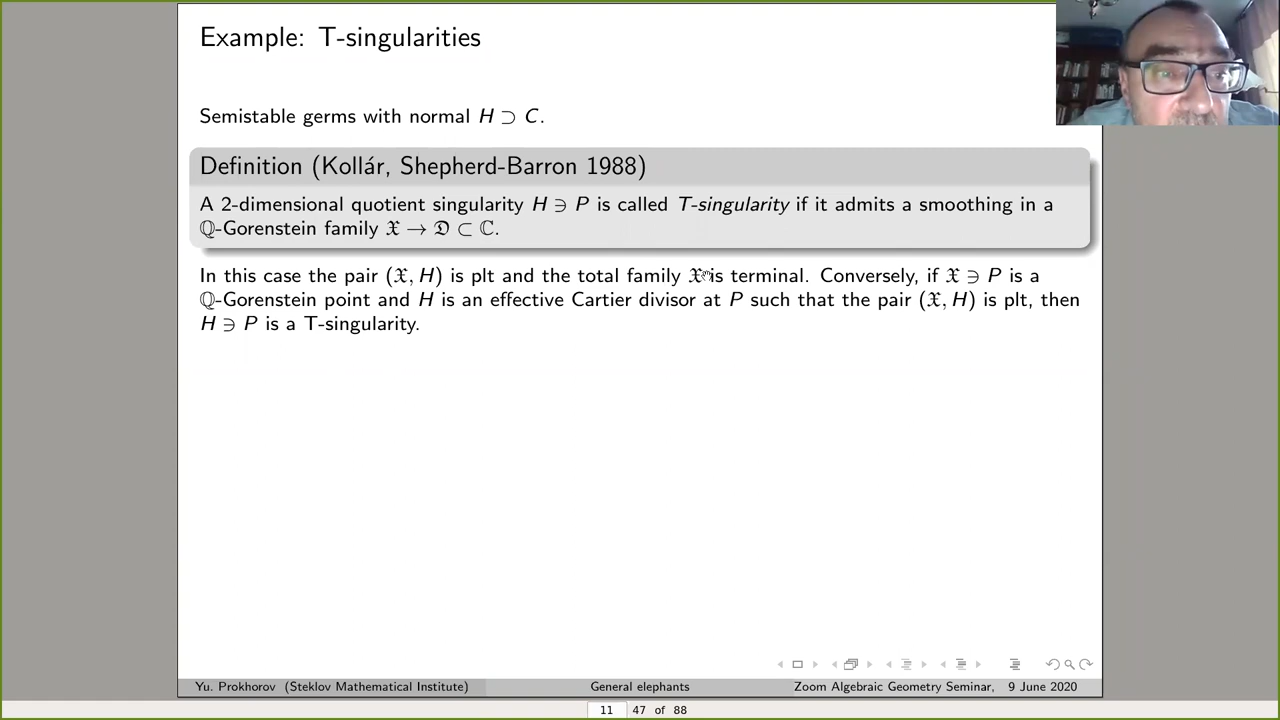 Example: T-singularities
Semistable germs with normal H ⊃ C.
Definition (Kollár, Shepherd-Barron 1988)
A 2-dimensional quotient singularity H ∋ P is called T-singularity if it admits a smoothing in a
ℚ-Gorenstein family 𝔛 → 𝔇 ⊂ ℂ.
In this case the pair (𝔛, H) is plt and the total family 𝔛 is terminal. Conversely, if 𝔛 ∋ P is a
ℚ-Gorenstein point and H is an effective Cartier divisor at P such that the pair (𝔛, H) is plt, then
H ∋ P is a T-singularity.
Yu. Prokhorov (Steklov Mathematical Institute) General elephants Zoom Algebraic Geometry Seminar, 9 June 2020
11 47 of 88